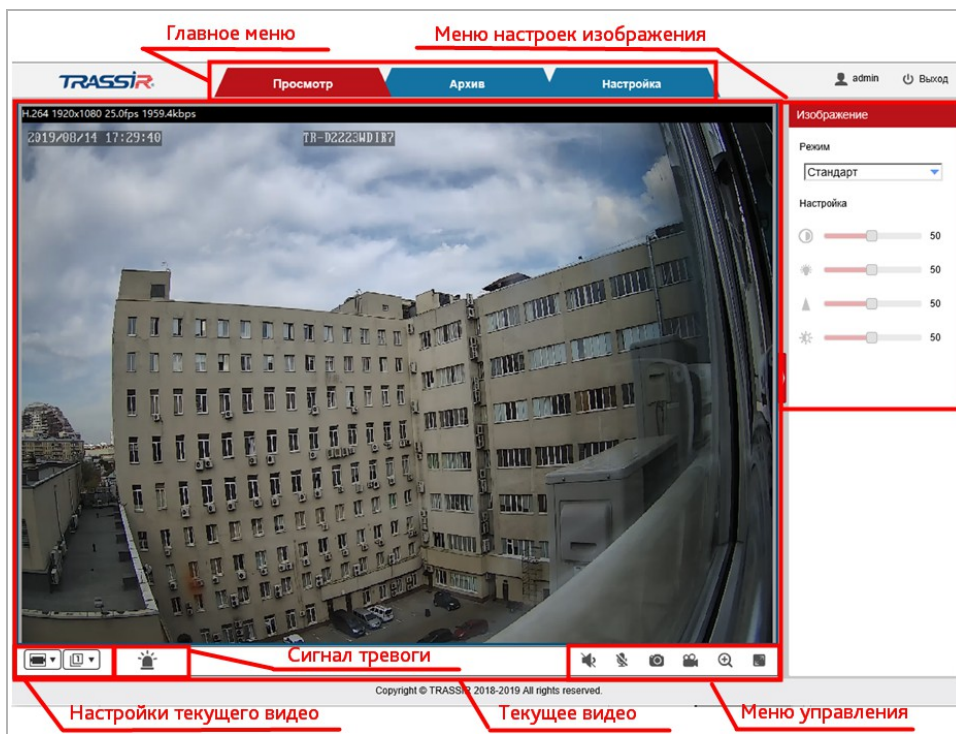 Главное меню
Меню настроек изображения
TRASSIR
Просмотр
Архив
Настройка
admin
Выход
H.264 1920x1080 25.0fps 1959.4kbps
2019/08/14 17:29:40
TR-D2223WDIR7
Изображение
Режим
Стандарт
Настройка
50
50
50
50
1
Сигнал тревоги
Copyright © TRASSIR 2018-2019 All rights reserved.
Настройки текущего видео
Текущее видео
Меню управления